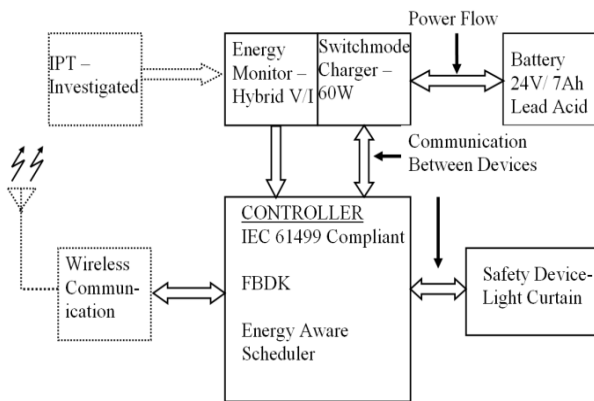 Power Flow
IPT –
Investigated
Energy
Monitor –
Hybrid V/I
Switchmode
Charger –
60W
Battery
24V/ 7Ah
Lead Acid
Communication
Between Devices
CONTROLLER
IEC 61499 Compliant
FBDK
Energy Aware
Scheduler
Wireless
Commun-
ication
Safety Device-
Light Curtain